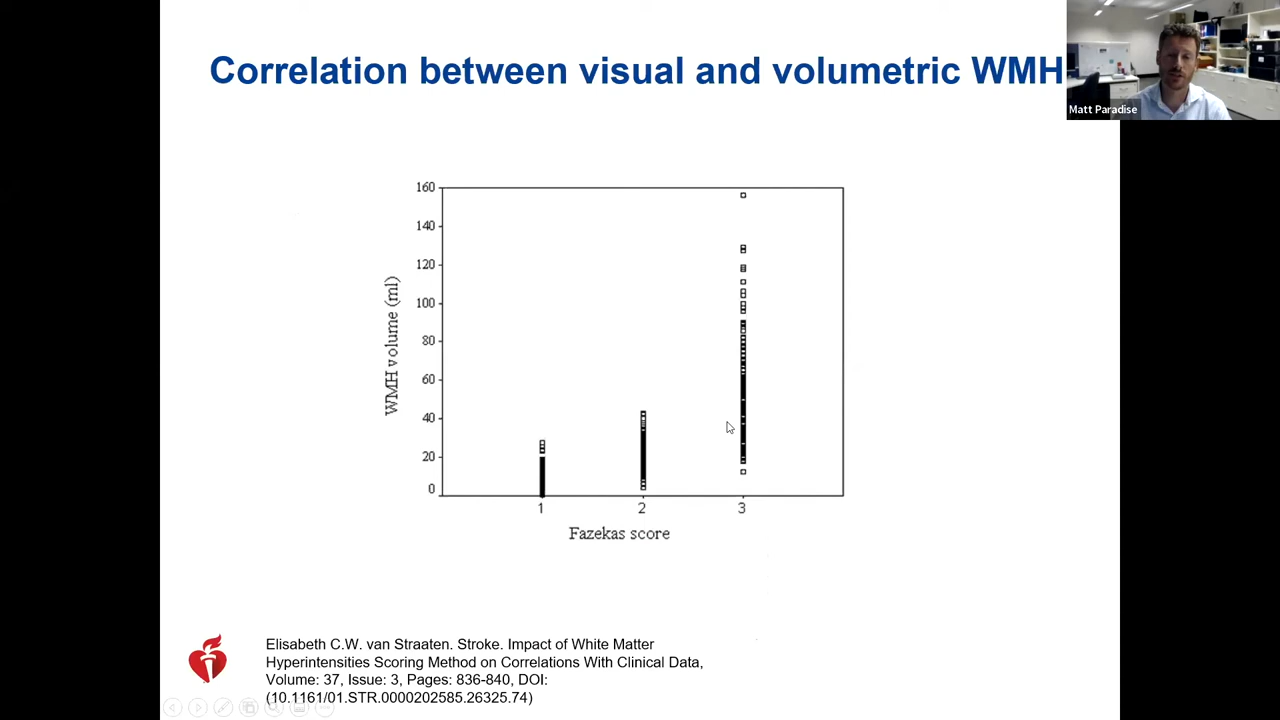 Correlation between visual and volumetric WMH
Matt Paradise
160
140
120
100
80
60
40
20
0
WMH volume (ml)
1 2 3
Fazekas score
Elisabeth C.W. van Straaten. Stroke. Impact of White Matter
Hyperintensities Scoring Method on Correlations With Clinical Data,
Volume: 37, Issue: 3, Pages: 836-840, DOI:
(10.1161/01.STR.0000202585.26325.74)